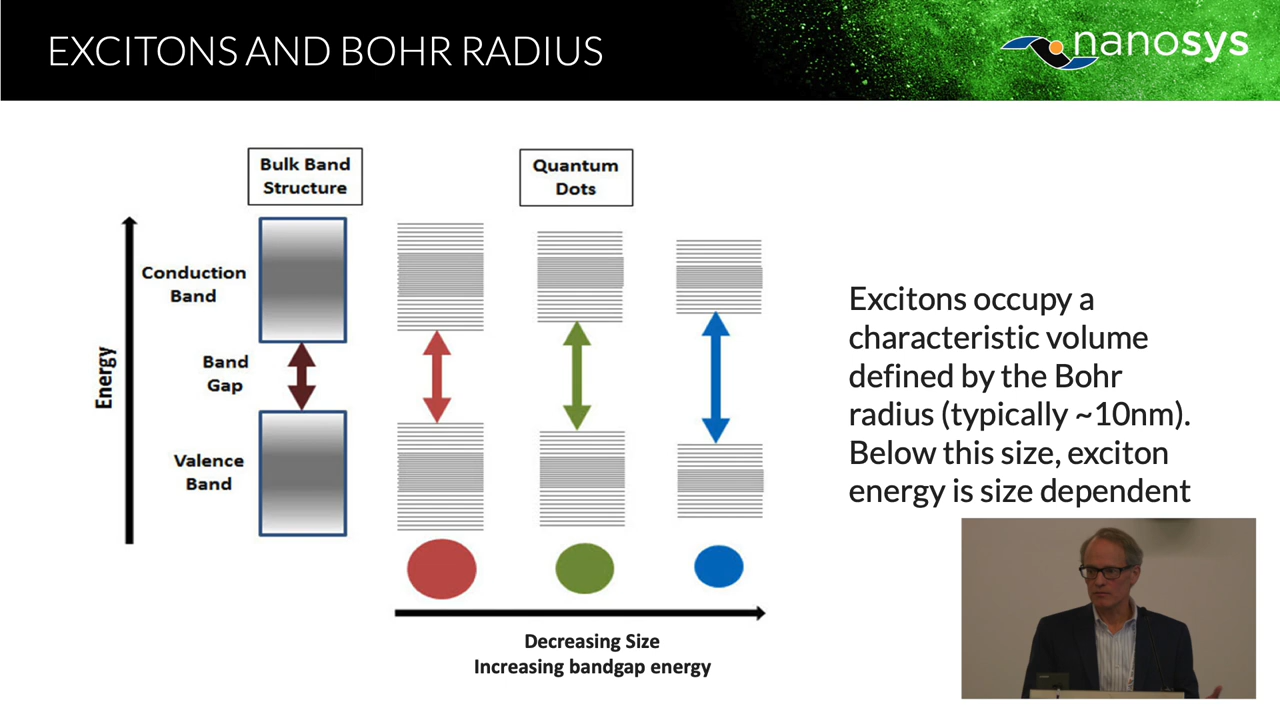 EXCITONS AND BOHR RADIUS
nanosys
Bulk Band
Structure
Quantum
Dots
Conduction
Band
Band
Gap
Valence
Band
Energy
Excitons occupy a
characteristic volume
defined by the Bohr
radius (typically ~10nm).
Below this size, exciton
energy is size dependent
Decreasing Size
Increasing bandgap energy